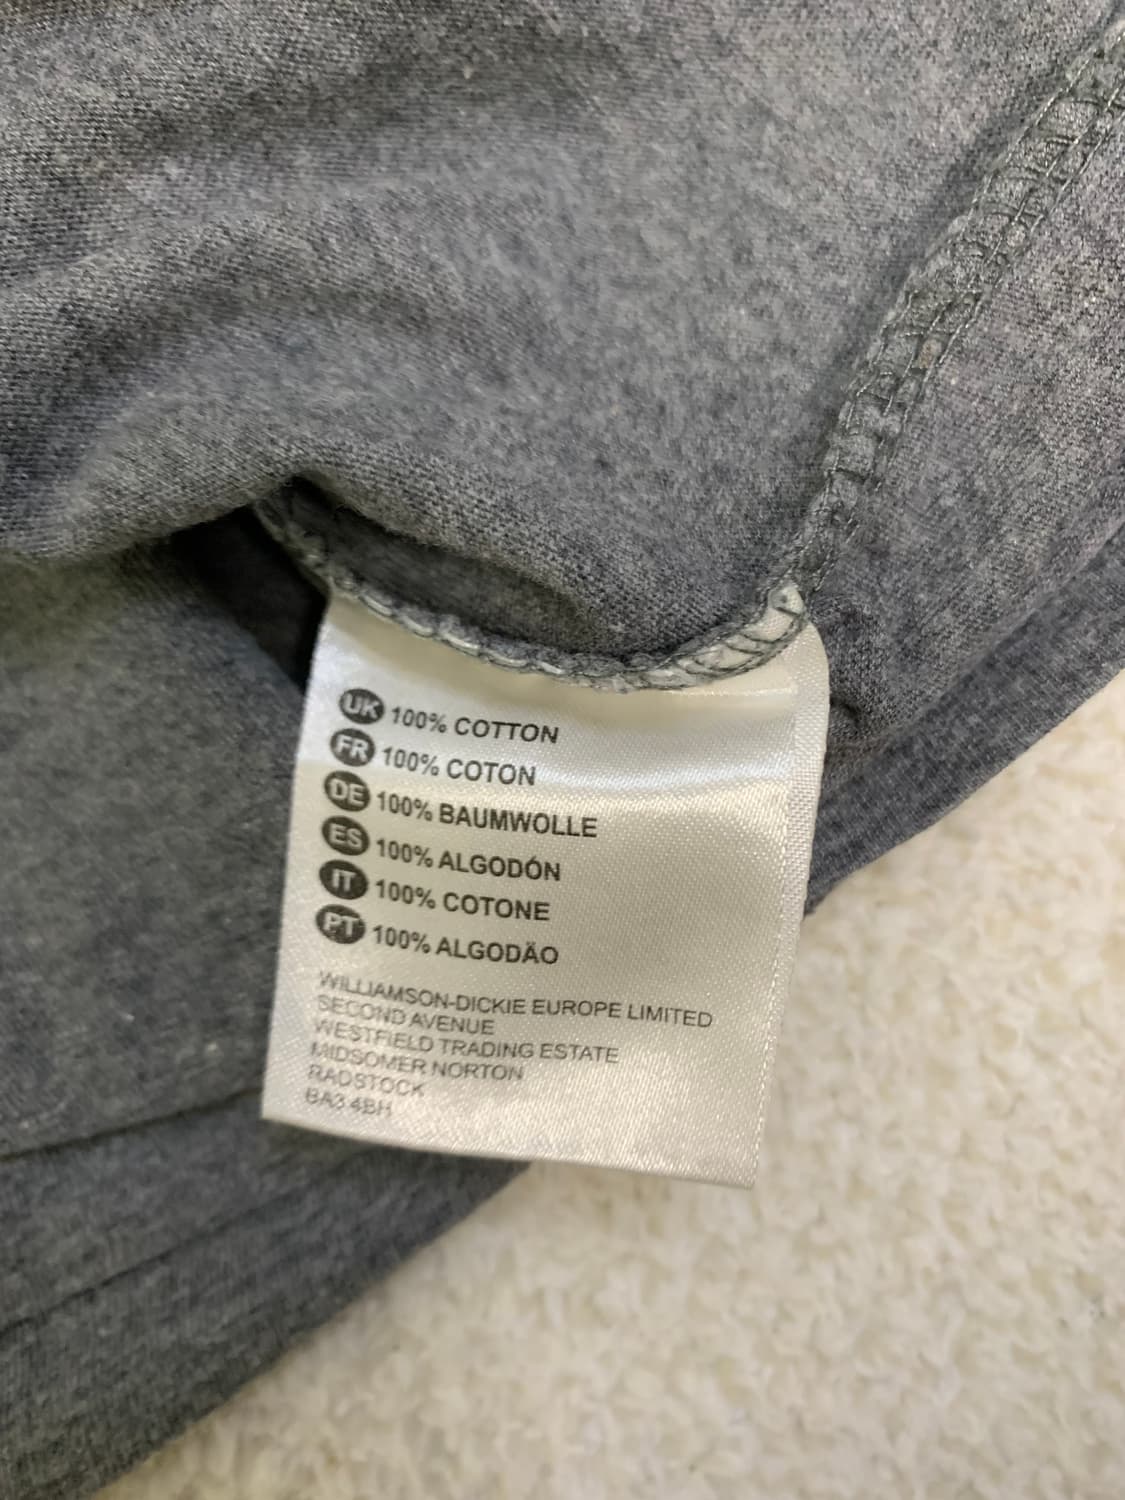 UK 100% COTTON
FR 100% COTON
DE 100% BAUMWOLLE
ES 100% ALGODÓN
IT 100% COTONE
PT 100% ALGODÄO
WILLIAMSON-DICKIE EUROPE LIMITED
SECOND AVENUE
WESTFIELD TRADING ESTATE
MIDSOMER NORTON
RADSTOCK
BA3 4BH